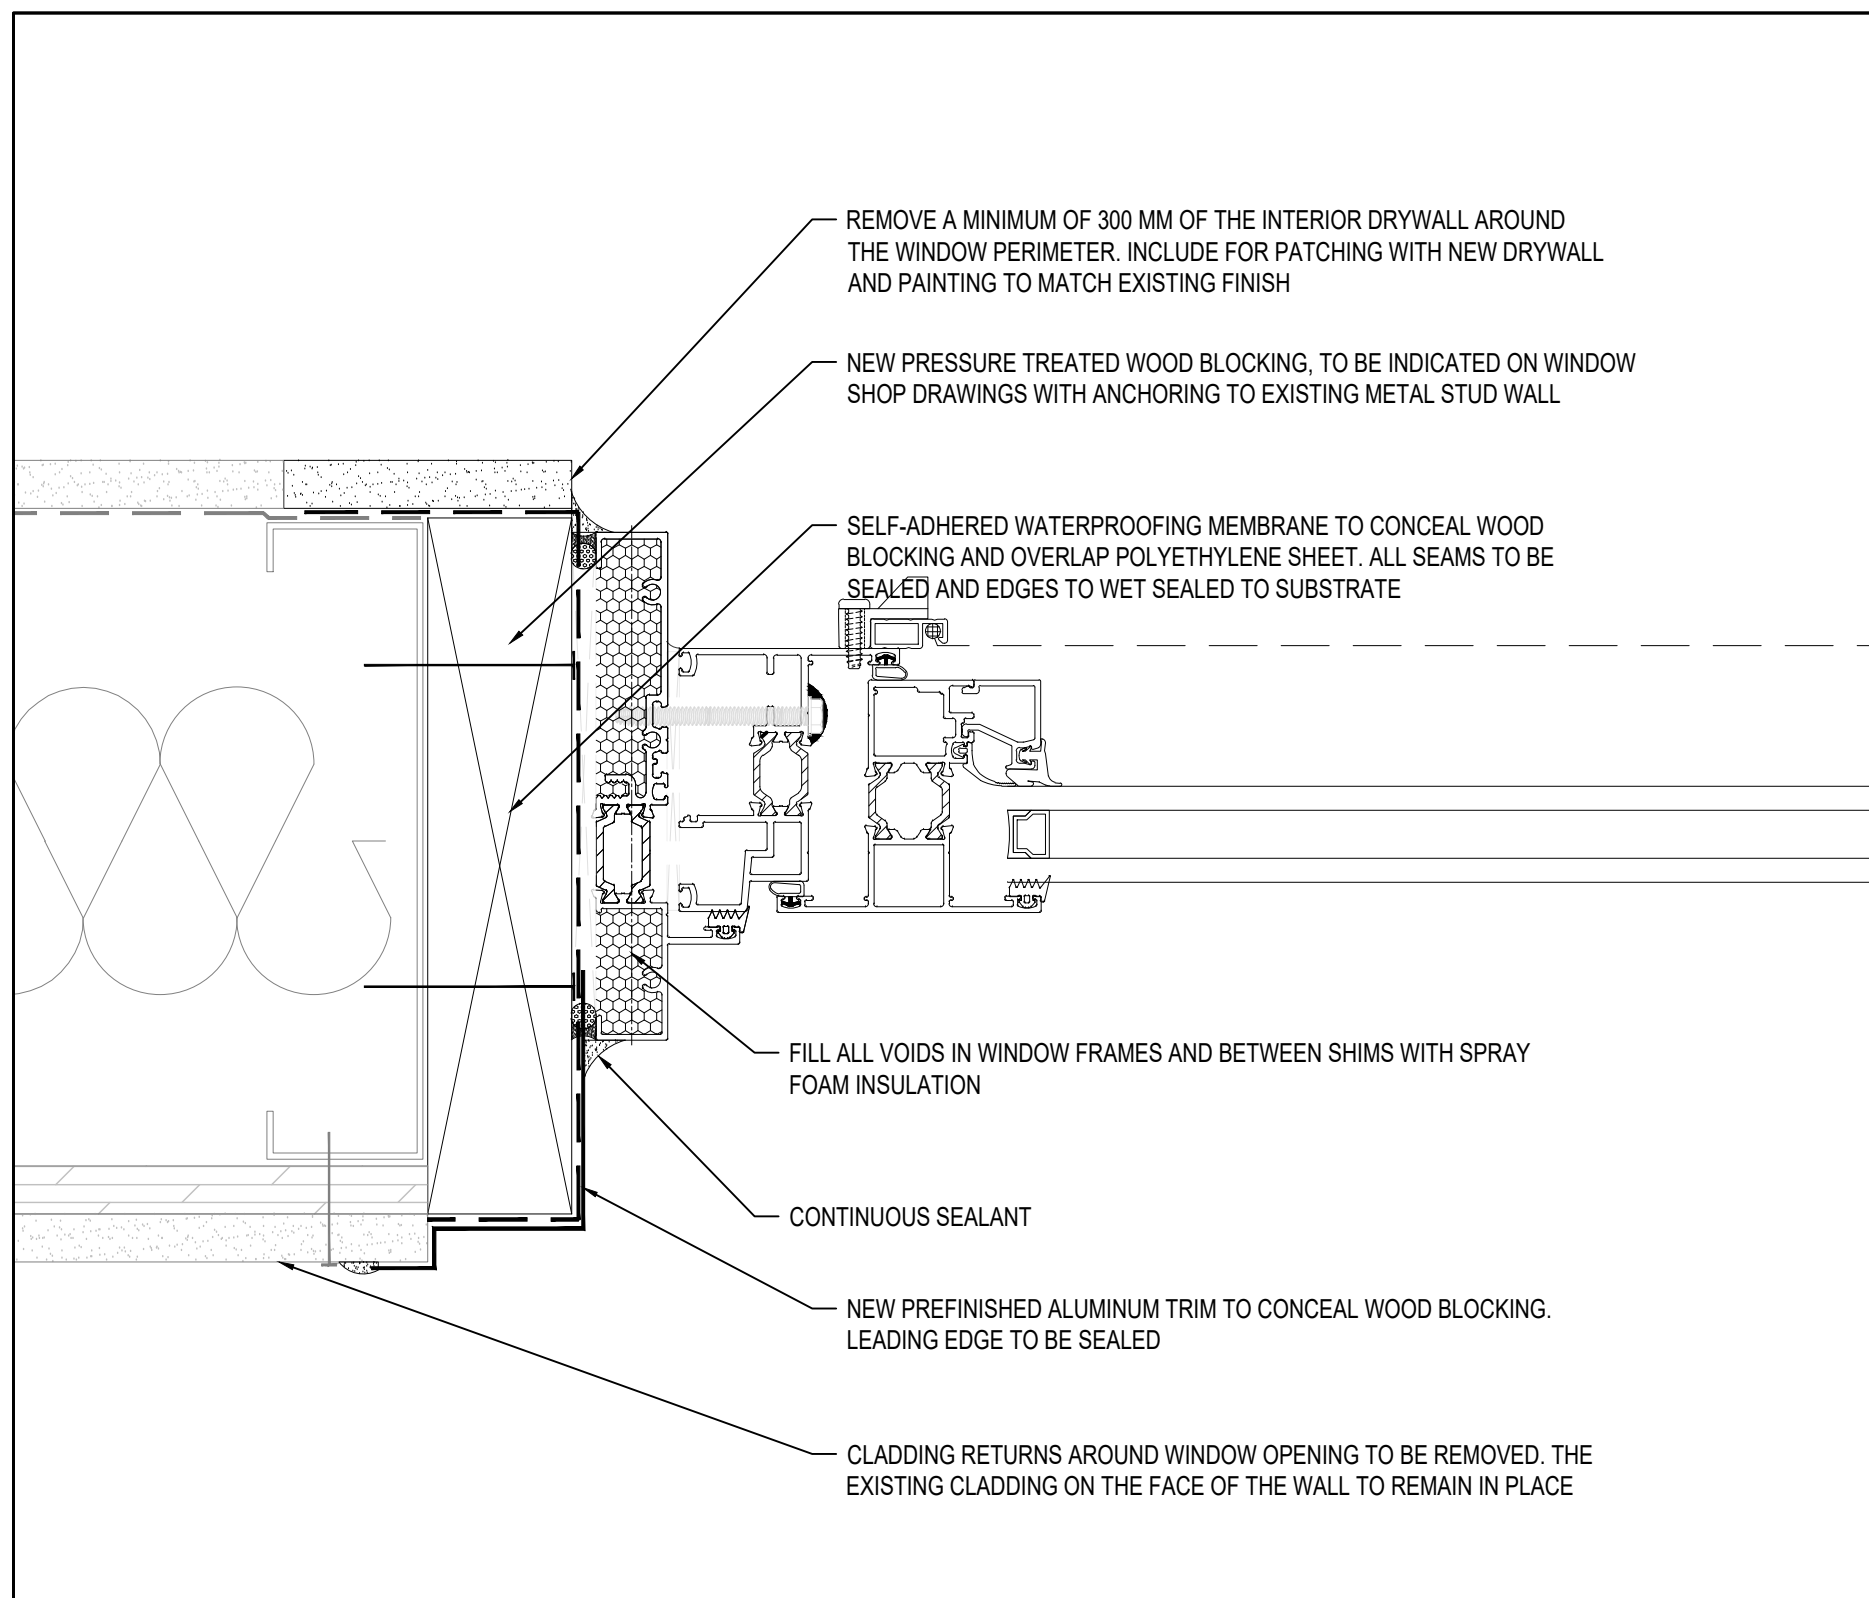 REMOVE A MINIMUM OF 300 MM OF THE INTERIOR DRYWALL AROUND
THE WINDOW PERIMETER. INCLUDE FOR PATCHING WITH NEW DRYWALL
AND PAINTING TO MATCH EXISTING FINISH
NEW PRESSURE TREATED WOOD BLOCKING, TO BE INDICATED ON WINDOW
SHOP DRAWINGS WITH ANCHORING TO EXISTING METAL STUD WALL
SELF-ADHERED WATERPROOFING MEMBRANE TO CONCEAL WOOD
BLOCKING AND OVERLAP POLYETHYLENE SHEET. ALL SEAMS TO BE
SEALED AND EDGES TO WET SEALED TO SUBSTRATE
FILL ALL VOIDS IN WINDOW FRAMES AND BETWEEN SHIMS WITH SPRAY
FOAM INSULATION
CONTINUOUS SEALANT
NEW PREFINISHED ALUMINUM TRIM TO CONCEAL WOOD BLOCKING.
LEADING EDGE TO BE SEALED
CLADDING RETURNS AROUND WINDOW OPENING TO BE REMOVED. THE
EXISTING CLADDING ON THE FACE OF THE WALL TO REMAIN IN PLACE